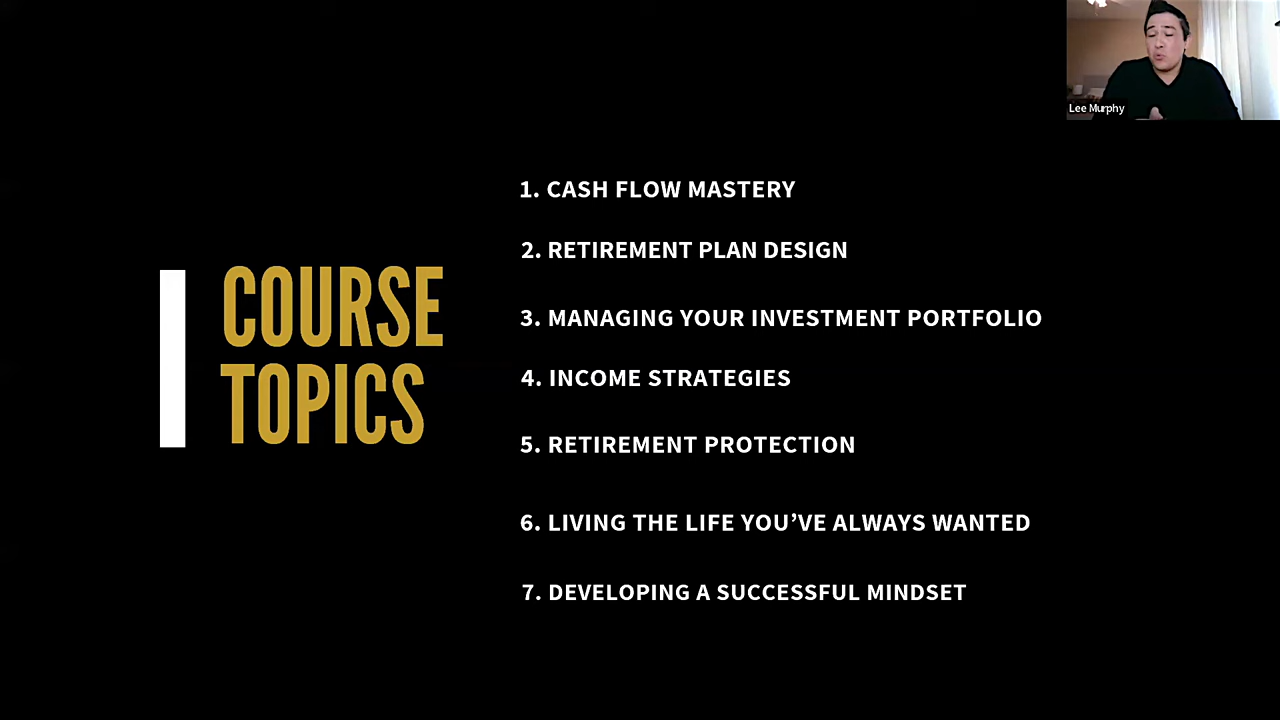 Lee Murphy
COURSE
TOPICS
1. CASH FLOW MASTERY
2. RETIREMENT PLAN DESIGN
3. MANAGING YOUR INVESTMENT PORTFOLIO
4. INCOME STRATEGIES
5. RETIREMENT PROTECTION
6. LIVING THE LIFE YOU’VE ALWAYS WANTED
7. DEVELOPING A SUCCESSFUL MINDSET